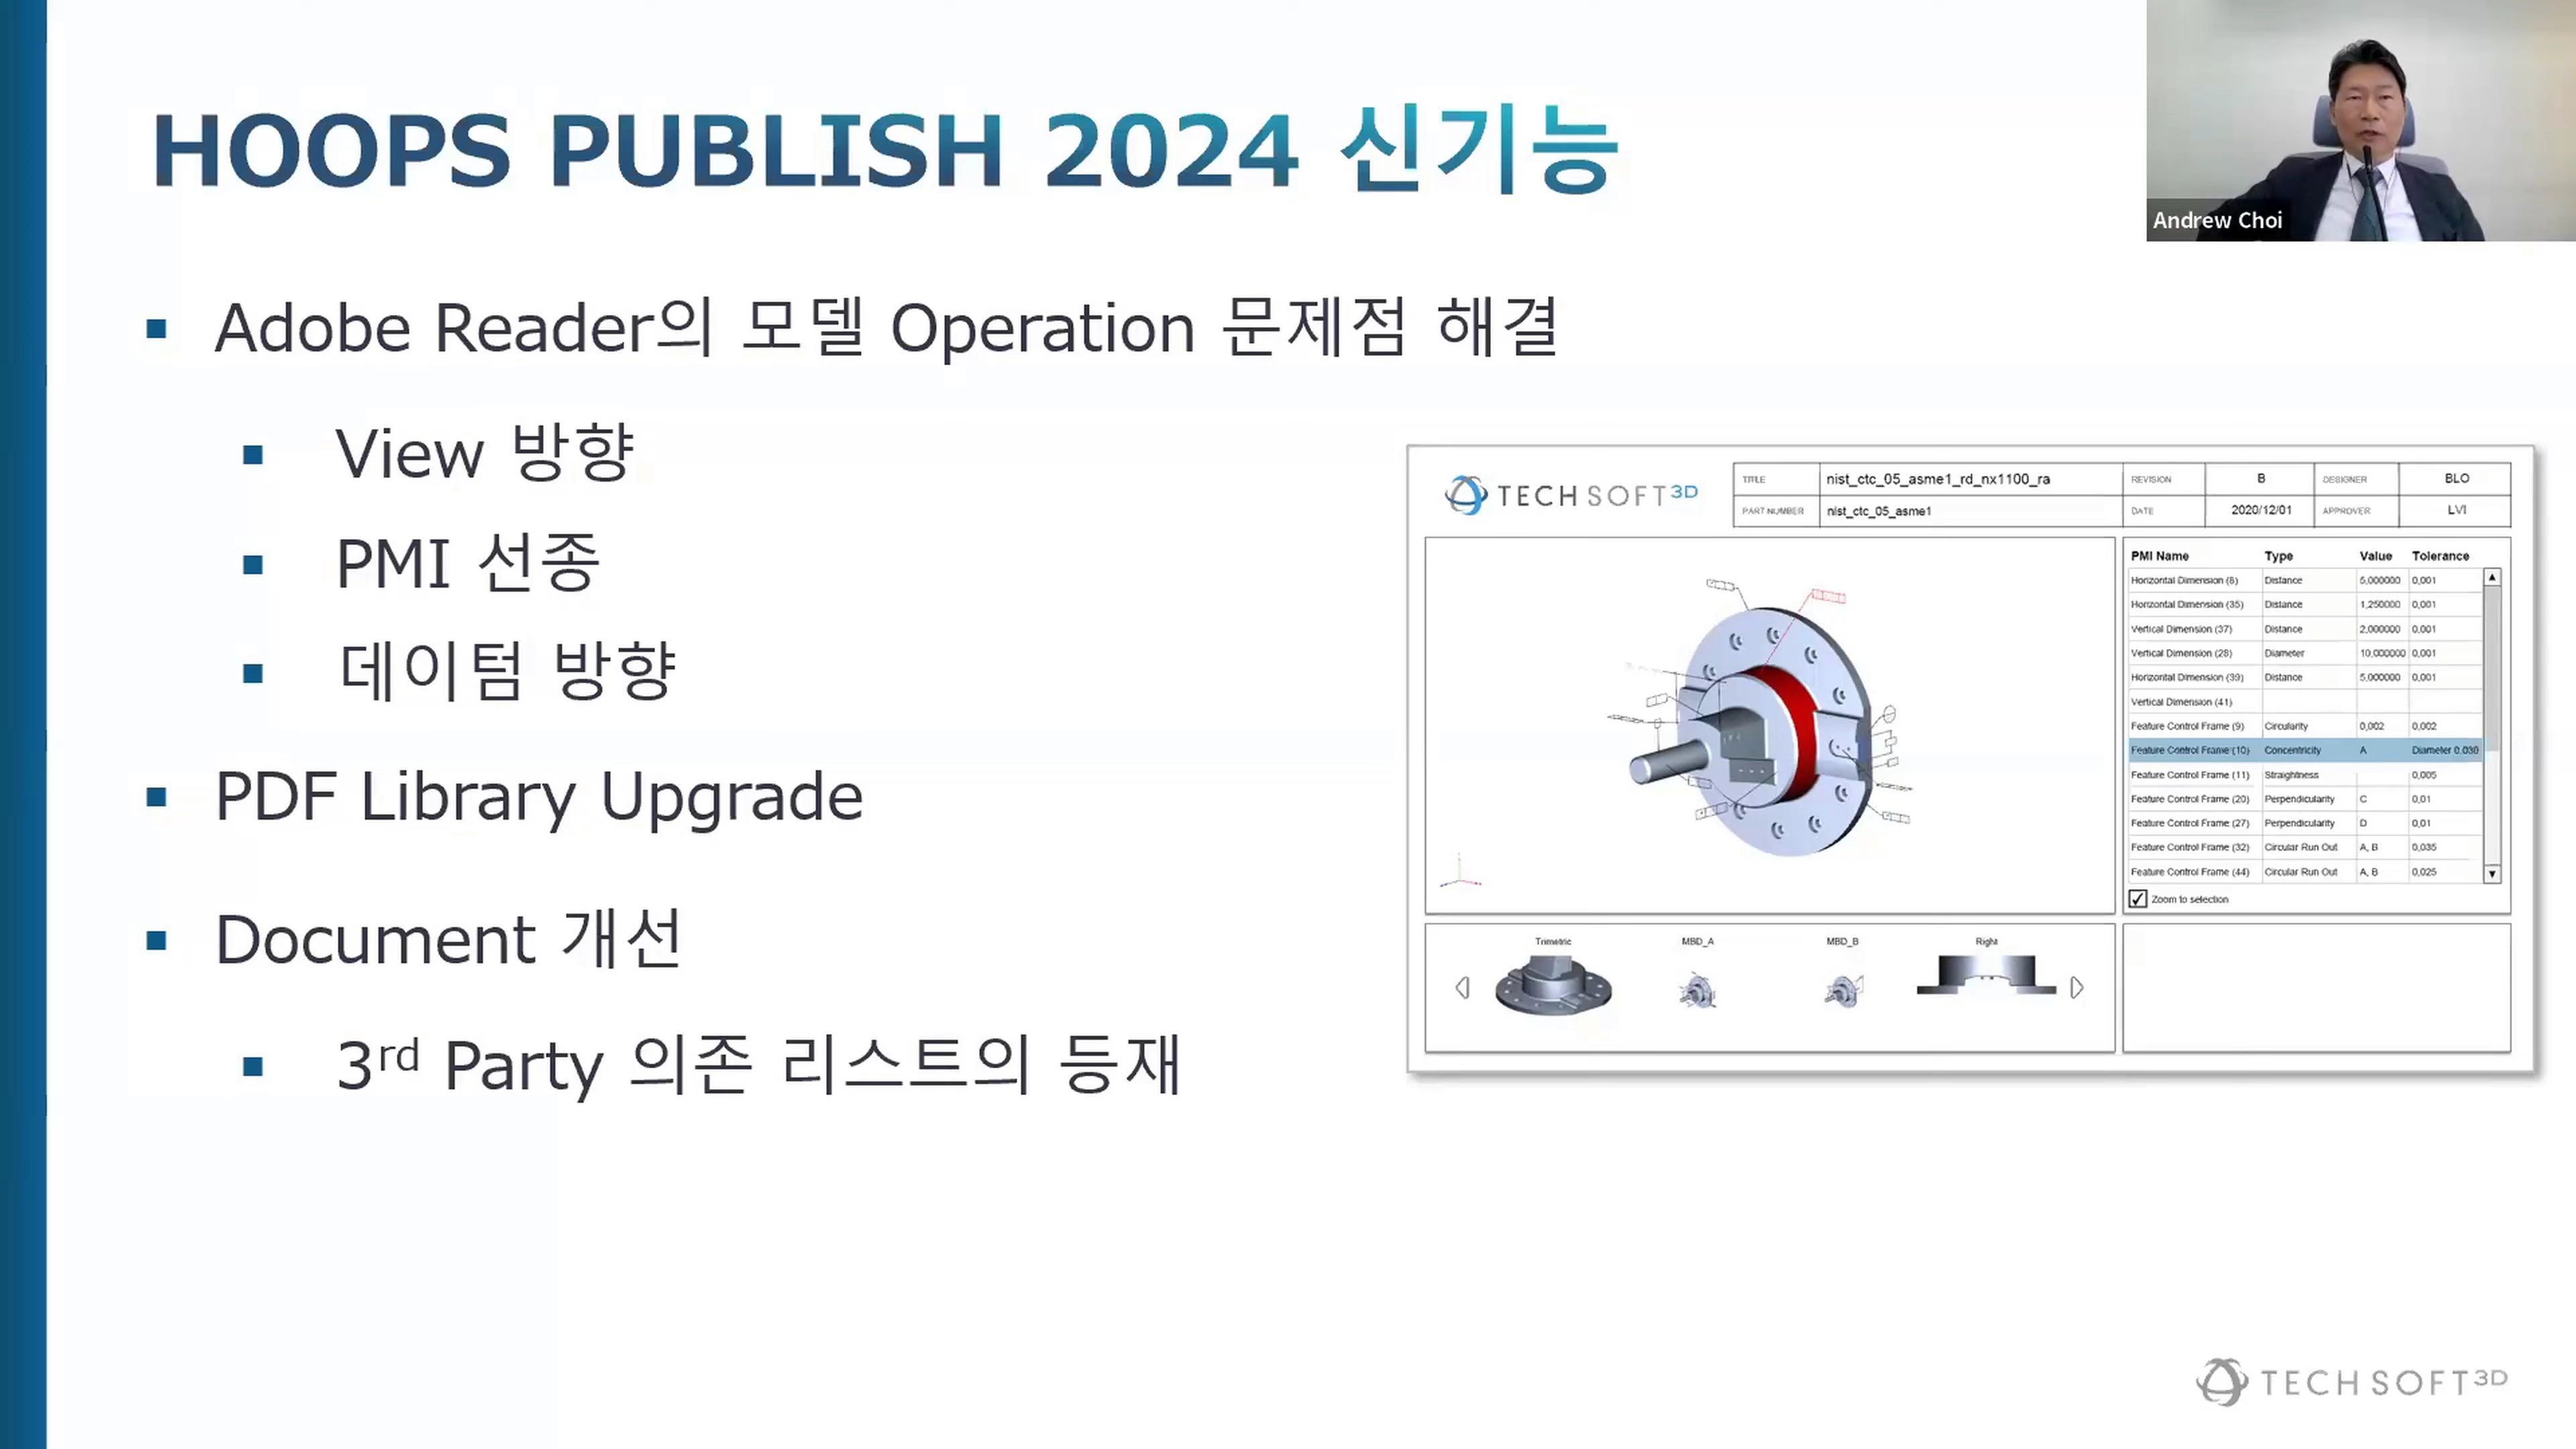 HOOPS PUBLISH 2024 신기능
Andrew Choi
Adobe Reader의 모델 Operation 문제점 해결
View 방향
PMI 선종
데이텀 방향
PDF Library Upgrade
Document 개선
3rd Party 의존 리스트의 등재
TECH SOFT 3D
TITLE nist_ctc_05_asme1_rd_nx1100_ra REVISION B DESIGNER BLO
PART NUMBER nist_ctc_05_asme1 DATE 2020/12/01 APPROVER LVI
PMI Name Type Value Tolerance
Horizontal Dimension (8) Distance 5,000000 0,001
Horizontal Dimension (35) Distance 1,250000 0,001
Vertical Dimension (37) Distance 2,000000 0,001
Vertical Dimension (28) Diameter 10,000000 0,001
Horizontal Dimension (39) Distance 5,000000 0,001
Vertical Dimension (41)
Feature Control Frame (9) Circularity 0,002 0,002
Feature Control Frame (10) Concentricity A Diameter 0.030
Feature Control Frame (11) Straightness 0,005
Feature Control Frame (20) Perpendicularity C 0,01
Feature Control Frame (27) Perpendicularity D 0,01
Feature Control Frame (32) Circular Run Out A, B 0,035
Feature Control Frame (44) Circular Run Out A, B 0,025
Zoom to selection
Trimetric MBD_A MBD_B Right
TECH SOFT 3D